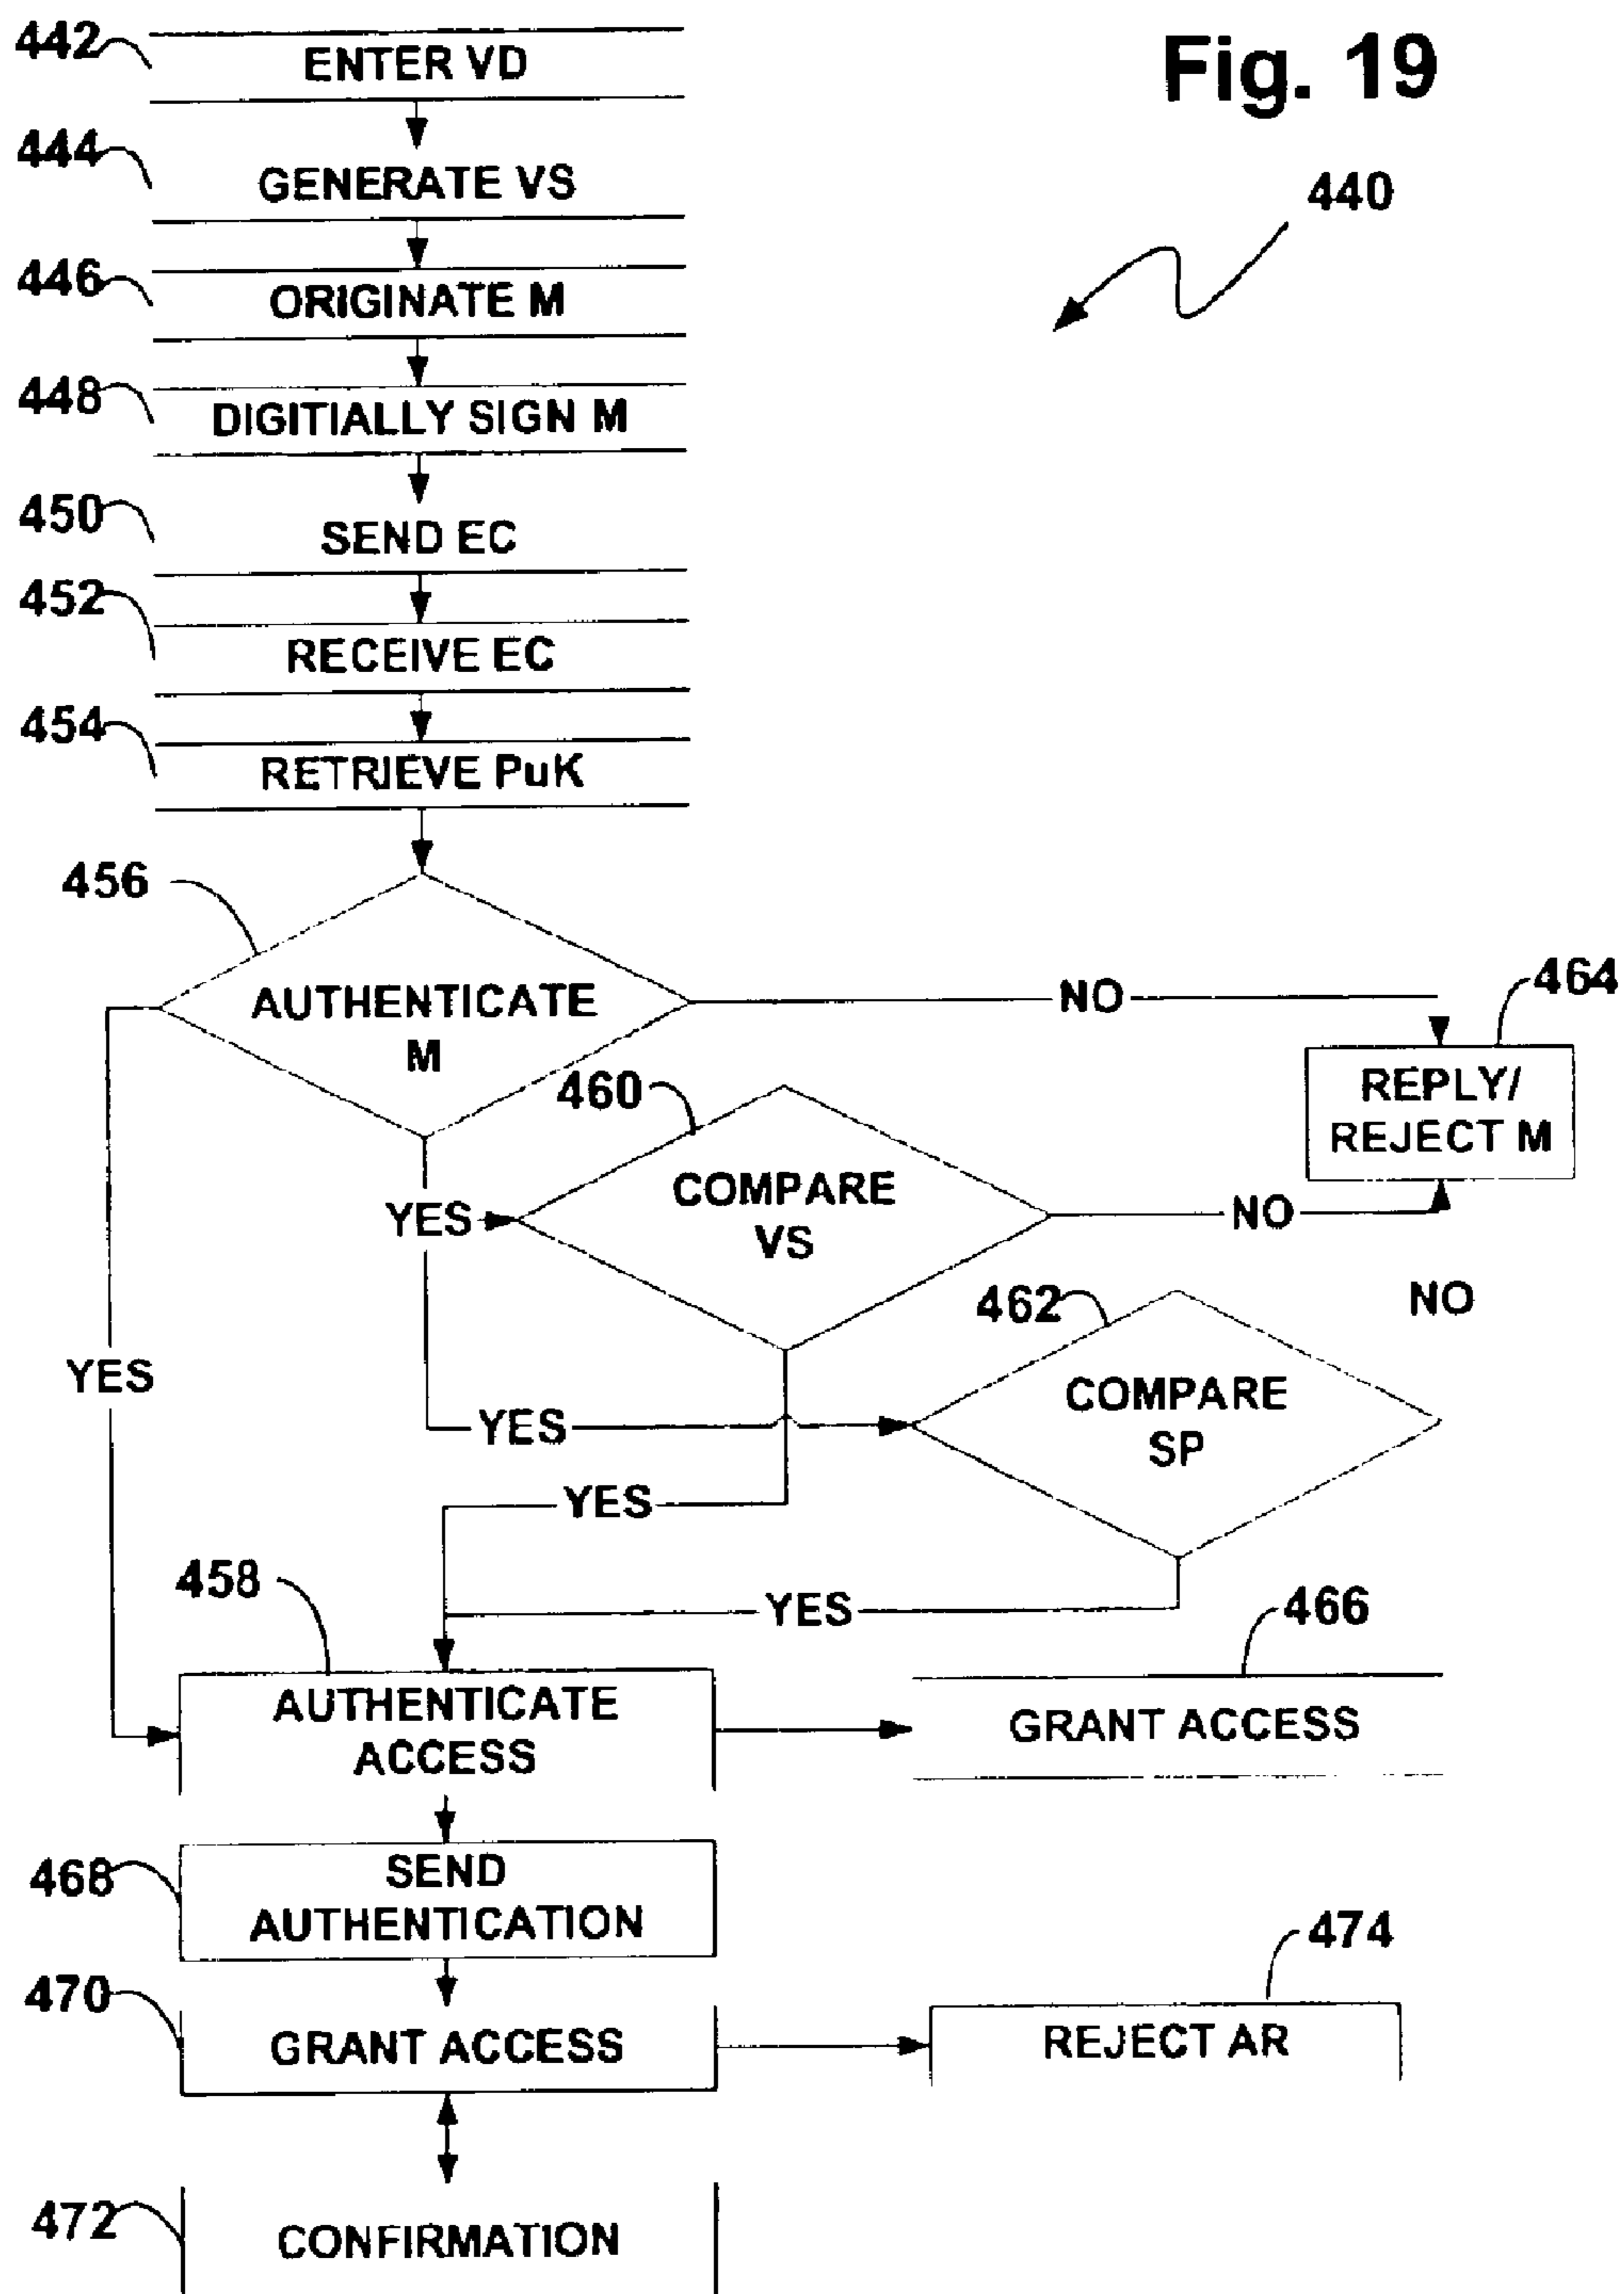 Fig. 19
440
442
ENTER VD
444
GENERATE VS
446
ORIGINATE M
448
DIGITIALLY SIGN M
450
SEND EC
452
RECEIVE EC
454
RETRIEVE PuK
456
AUTHENTICATE
M
NO
464
REPLY/
REJECT M
460
COMPARE
VS
YES
NO
462
COMPARE
SP
NO
YES
YES
YES
YES
458
AUTHENTICATE
ACCESS
466
GRANT ACCESS
468
SEND
AUTHENTICATION
470
GRANT ACCESS
474
REJECT AR
472
CONFIRMATION